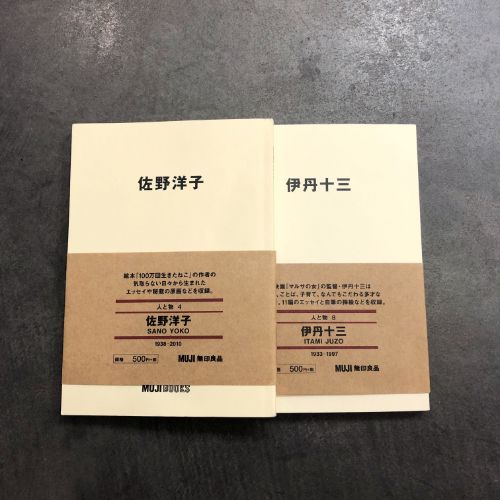 佐野洋子
絵本「100万回生きたねこ」の作者の
気取らない日々から生まれた
エッセイや秘蔵の原画などを収録。
人と物 4
佐野洋子
SANO YOKO
1938-2010
価格 500円+税
MUJI 無印良品
MUJI BOOKS
伊丹十三
映画「マルサの女」の監督・伊丹十三は
、ことば、子育て、なんでもこだわる多才な
。11篇のエッセイと自筆の挿絵などを収録。
人と物 8
伊丹十三
ITAMI JUZO
1933-1997
500円+税
MUJI 無印良品